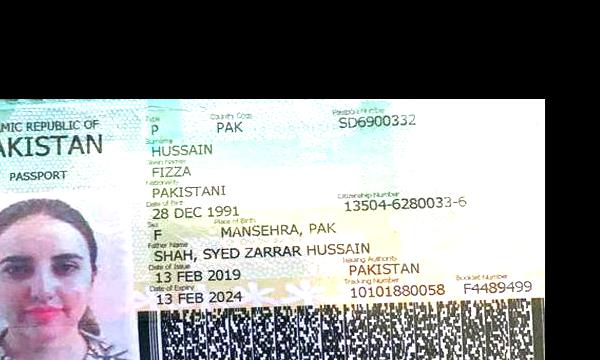 MIC REPUBLIC OF
AKISTAN
PASSPORT
Type Country Code Passport Number
P PAK SD6900332
Surname
HUSSAIN
Given Names
FIZZA
Nationality
PAKISTANI
Date of Birth Citizenship Number
28 DEC 1991 13504-6280033-6
Sex Place of Birth
F MANSEHRA, PAK
Father Name
SHAH, SYED ZARRAR HUSSAIN
Date of Issue Issuing Authority
13 FEB 2019 PAKISTAN
Date of Expiry Tracking Number Booklet Number
13 FEB 2024 10101880058 F4489499